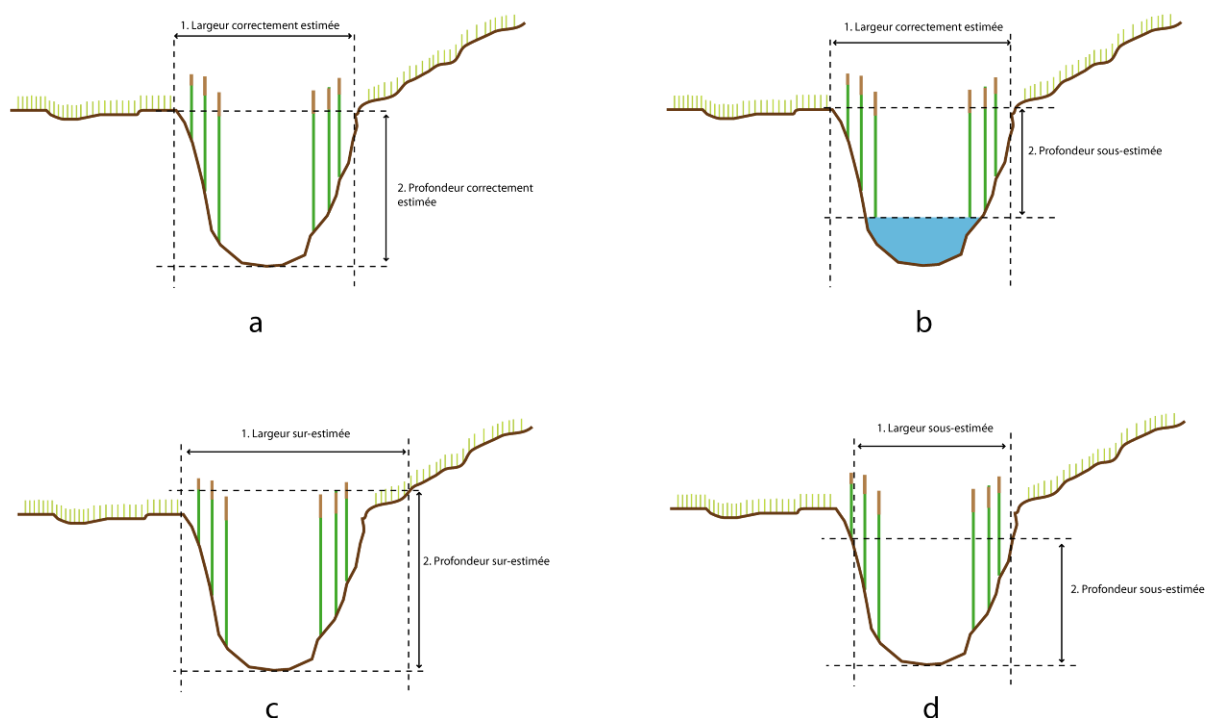 1. Largeur correctement estimée
2. Profondeur correctement
estimée
a
1. Largeur correctement estimée
2. Profondeur sous-estimée
b
1. Largeur sur-estimée
2. Profondeur sur-estimée
c
1. Largeur sous-estimée
2. Profondeur sous-estimée
d